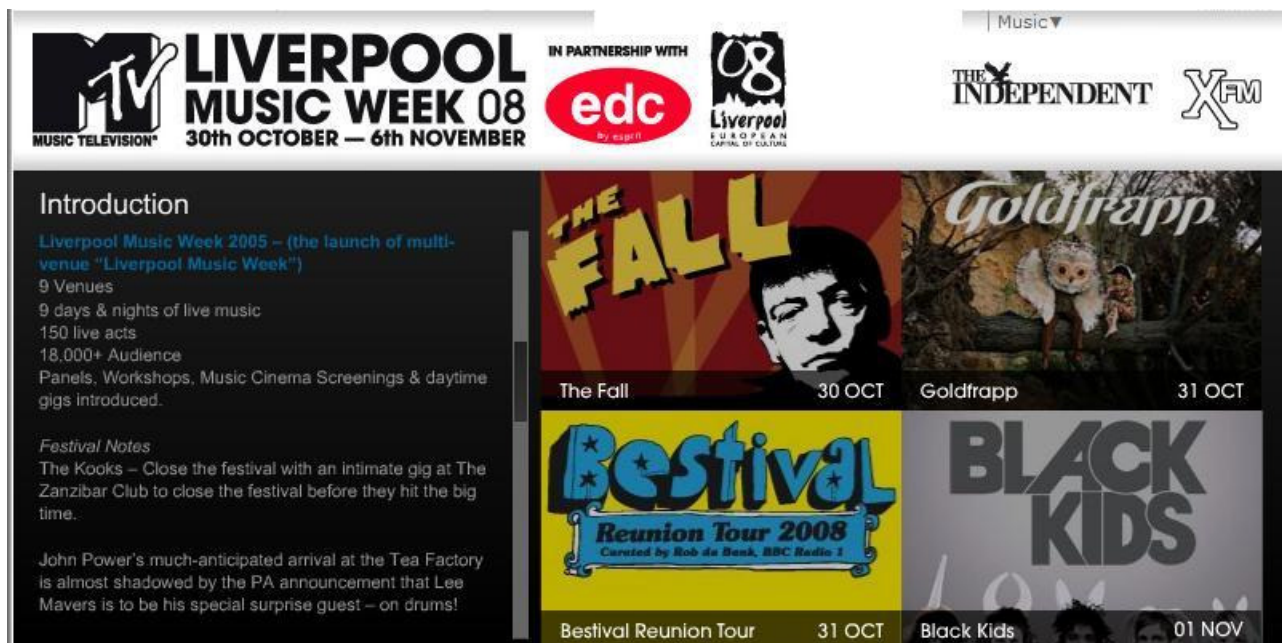 Music▼
MTV
MUSIC TELEVISION®
LIVERPOOL
MUSIC WEEK 08
30th OCTOBER — 6th NOVEMBER
IN PARTNERSHIP WITH
edc
by esprit
08
Liverpool
EUROPEAN
CAPITAL OF CULTURE
THE
INDEPENDENT
XFM
Introduction
Liverpool Music Week 2005 – (the launch of multi-
venue “Liverpool Music Week”)
9 Venues
9 days & nights of live music
150 live acts
18,000+ Audience
Panels, Workshops, Music Cinema Screenings & daytime
gigs introduced.
Festival Notes
The Kooks – Close the festival with an intimate gig at The
Zanzibar Club to close the festival before they hit the big
time.
John Power's much-anticipated arrival at the Tea Factory
is almost shadowed by the PA announcement that Lee
Mavers is to be his special surprise guest – on drums!
THE
FALL
The Fall 30 OCT
Goldfrapp
Goldfrapp 31 OCT
Bestival
Reunion Tour 2008
Curated by Rob da Bank, BBC Radio 1
Bestival Reunion Tour 31 OCT
BLACK
KIDS
Black Kids 01 NOV